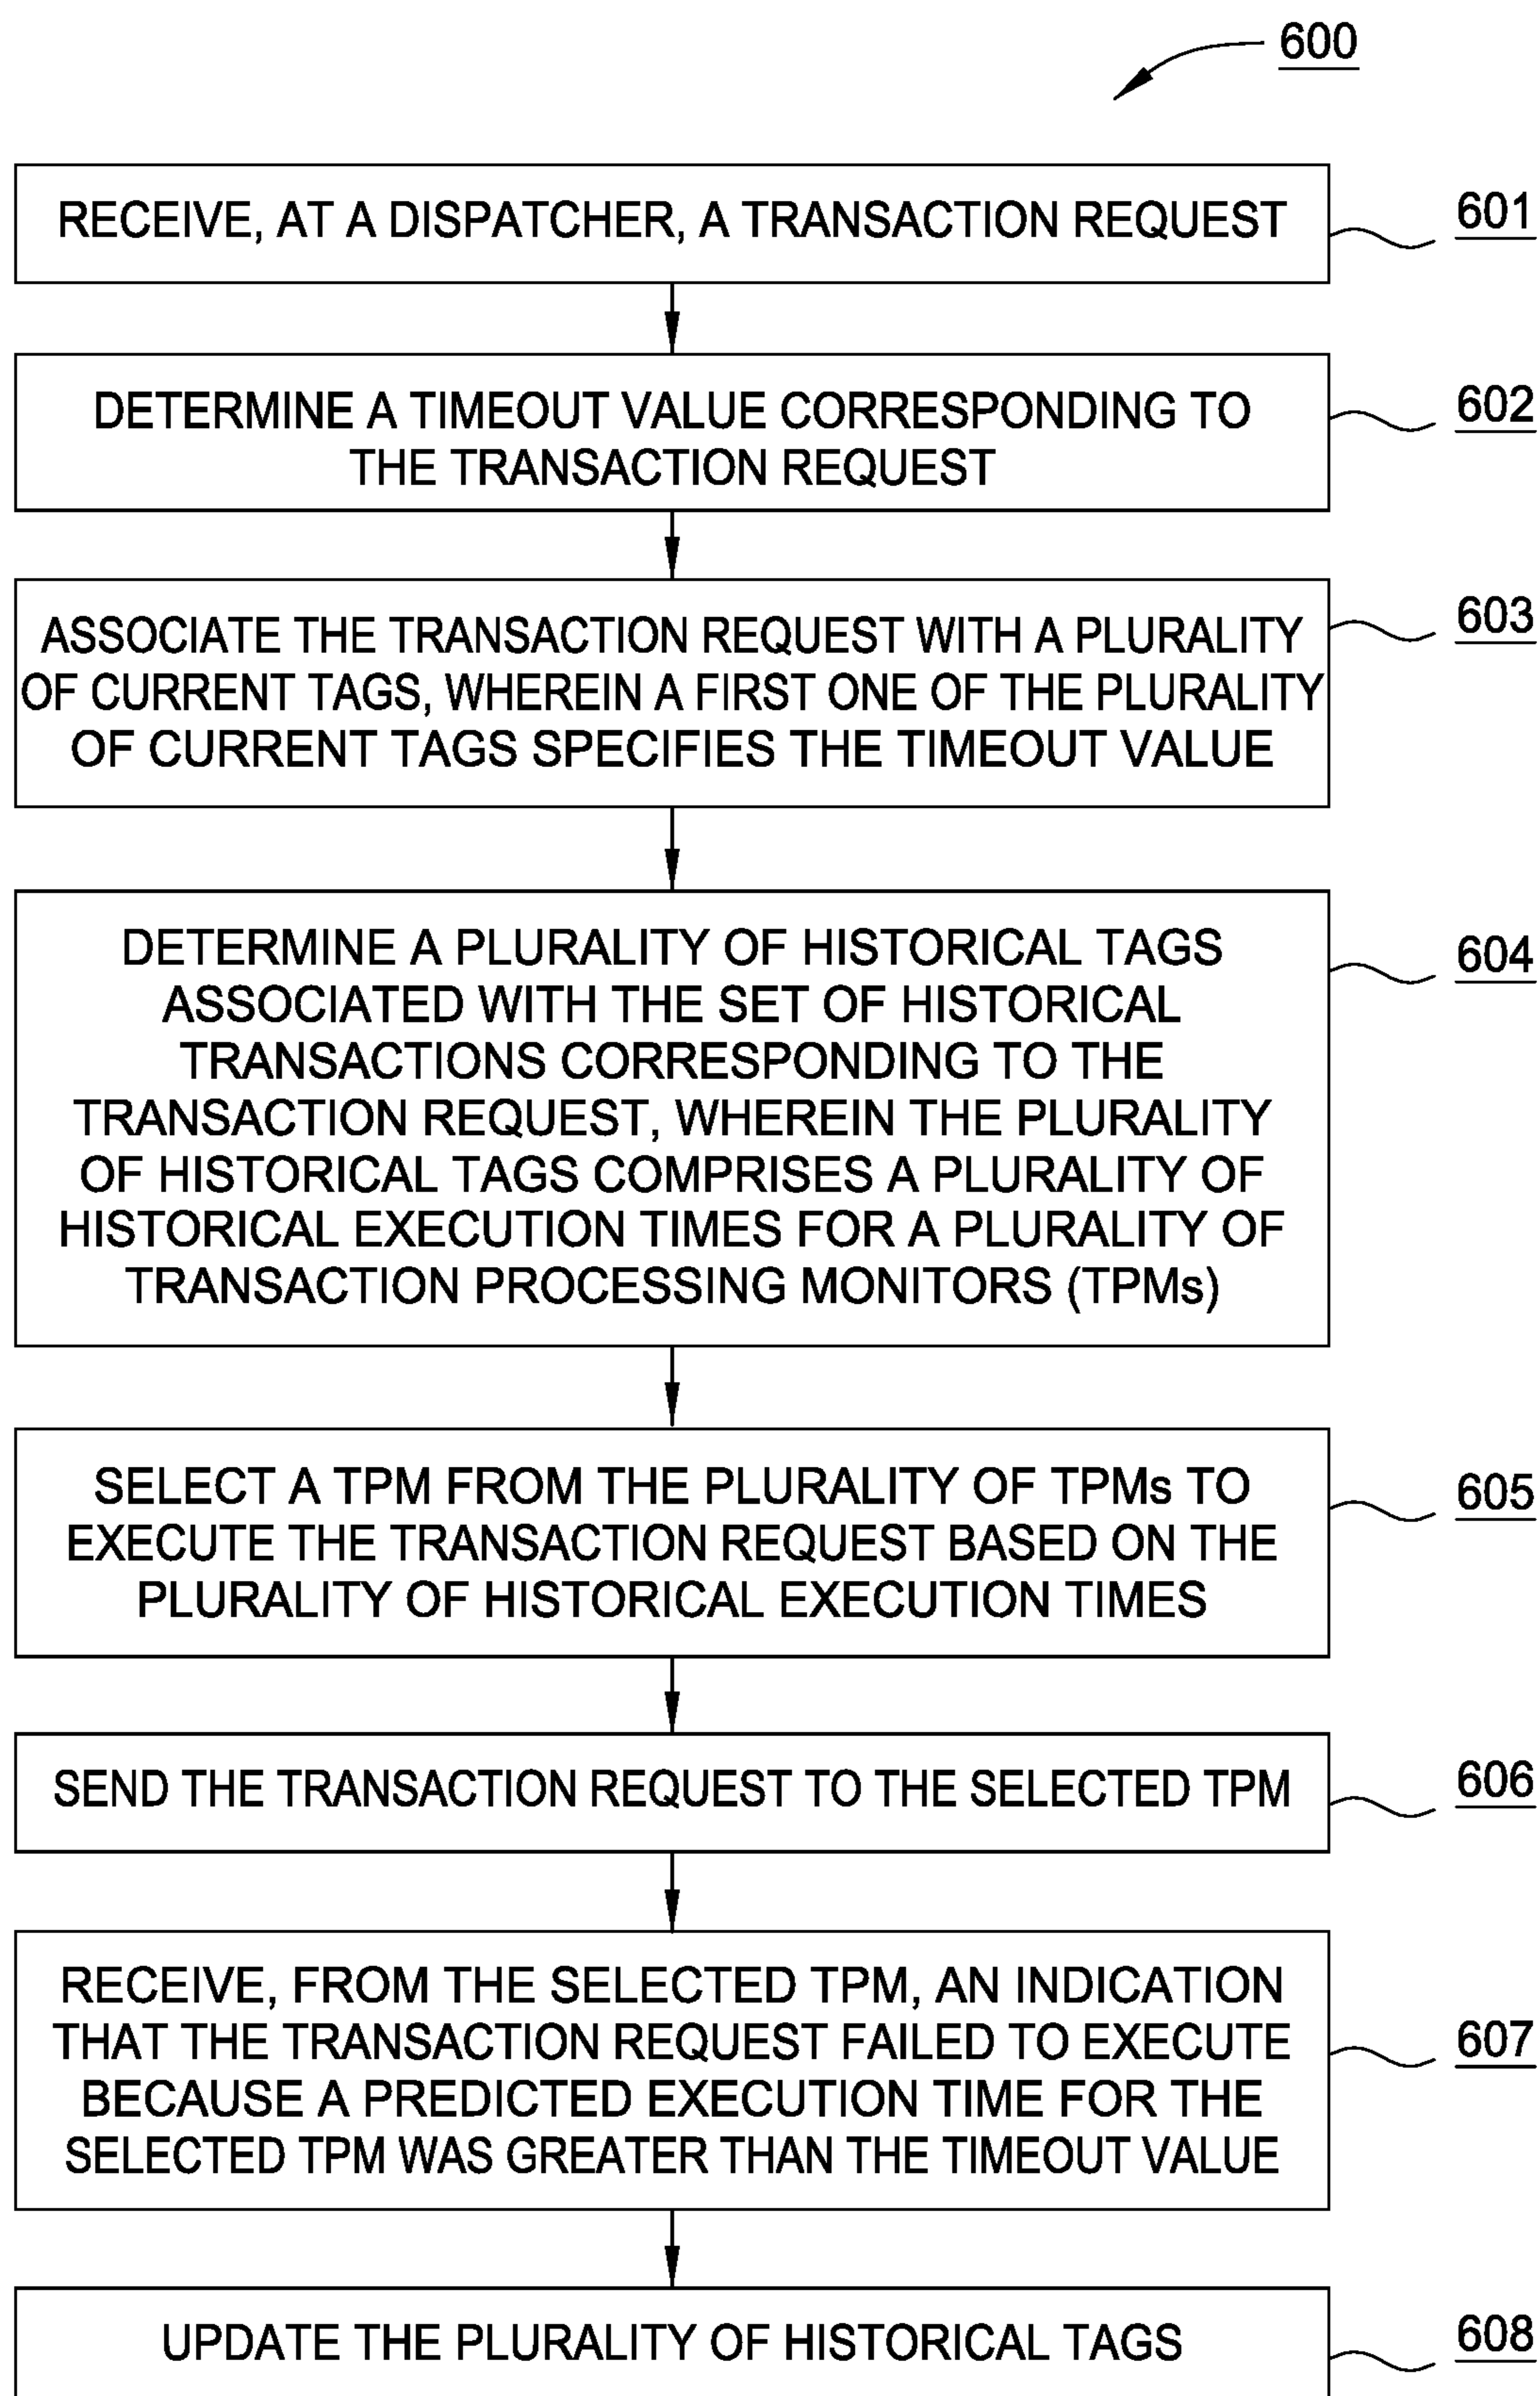 600
RECEIVE, AT A DISPATCHER, A TRANSACTION REQUEST
601
DETERMINE A TIMEOUT VALUE CORRESPONDING TO
THE TRANSACTION REQUEST
602
ASSOCIATE THE TRANSACTION REQUEST WITH A PLURALITY
OF CURRENT TAGS, WHEREIN A FIRST ONE OF THE PLURALITY
OF CURRENT TAGS SPECIFIES THE TIMEOUT VALUE
603
DETERMINE A PLURALITY OF HISTORICAL TAGS
ASSOCIATED WITH THE SET OF HISTORICAL
TRANSACTIONS CORRESPONDING TO THE
TRANSACTION REQUEST, WHEREIN THE PLURALITY
OF HISTORICAL TAGS COMPRISES A PLURALITY OF
HISTORICAL EXECUTION TIMES FOR A PLURALITY OF
TRANSACTION PROCESSING MONITORS (TPMs)
604
SELECT A TPM FROM THE PLURALITY OF TPMs TO
EXECUTE THE TRANSACTION REQUEST BASED ON THE
PLURALITY OF HISTORICAL EXECUTION TIMES
605
SEND THE TRANSACTION REQUEST TO THE SELECTED TPM
606
RECEIVE, FROM THE SELECTED TPM, AN INDICATION
THAT THE TRANSACTION REQUEST FAILED TO EXECUTE
BECAUSE A PREDICTED EXECUTION TIME FOR THE
SELECTED TPM WAS GREATER THAN THE TIMEOUT VALUE
607
UPDATE THE PLURALITY OF HISTORICAL TAGS
608